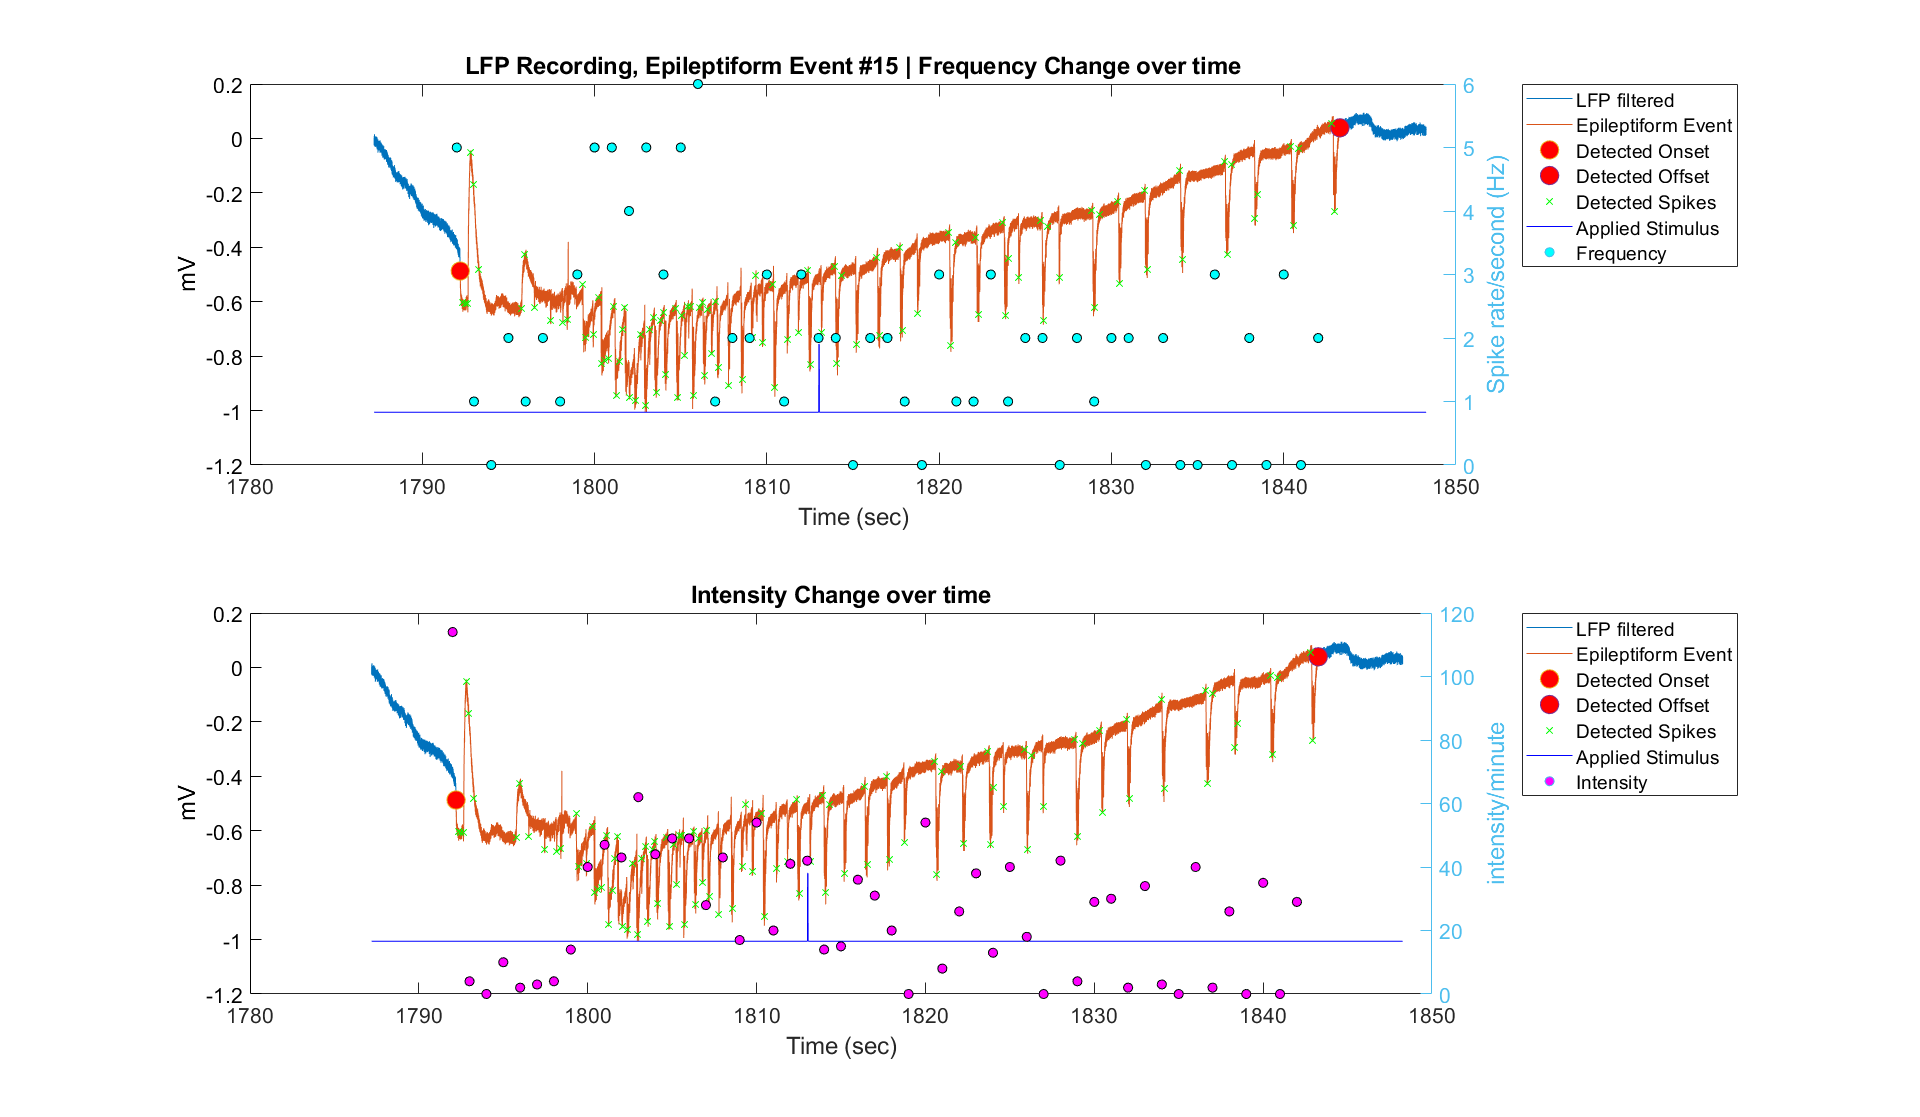 LFP Recording, Epileptiform Event #15 | Frequency Change over time
0.2
0
-0.2
-0.4
-0.6
-0.8
-1
-1.2
mV
1780
1790
1800
1810
1820
1830
1840
1850
Time (sec)
6
5
4
3
2
1
0
Spike rate/second (Hz)
LFP filtered
Epileptiform Event
Detected Onset
Detected Offset
Detected Spikes
Applied Stimulus
Frequency
Intensity Change over time
0.2
0
-0.2
-0.4
-0.6
-0.8
-1
-1.2
mV
1780
1790
1800
1810
1820
1830
1840
1850
Time (sec)
120
100
80
60
40
20
0
intensity/minute
LFP filtered
Epileptiform Event
Detected Onset
Detected Offset
Detected Spikes
Applied Stimulus
Intensity